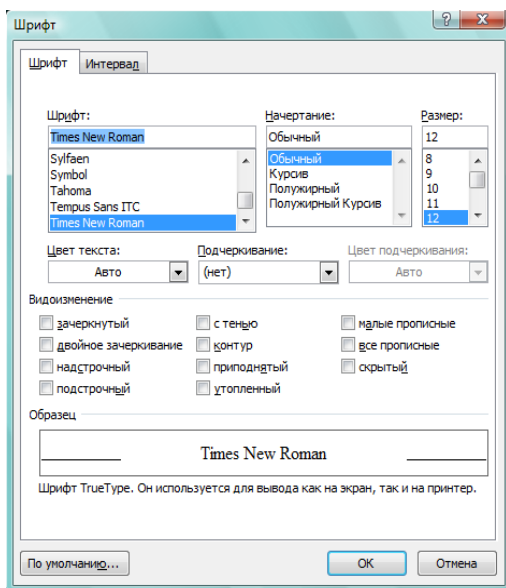 Шрифт
Шрифт Интервал
Шрифт: Начертание: Размер:
Times New Roman Обычный 12
Sylfaen Обычный 8
Symbol Курсив 9
Tahoma Полужирный 10
Tempus Sans ITC Полужирный Курсив 11
Times New Roman 12
Цвет текста: Подчеркивание: Цвет подчеркивания:
Авто (нет) Авто
Видоизменение
зачеркнутый с тенью малые прописные
двойное зачеркивание контур все прописные
надстрочный приподнятый скрытый
подстрочный утопленный
Образец
Times New Roman
Шрифт TrueType. Он используется для вывода как на экран, так и на принтер.
По умолчанию... ОК Отмена